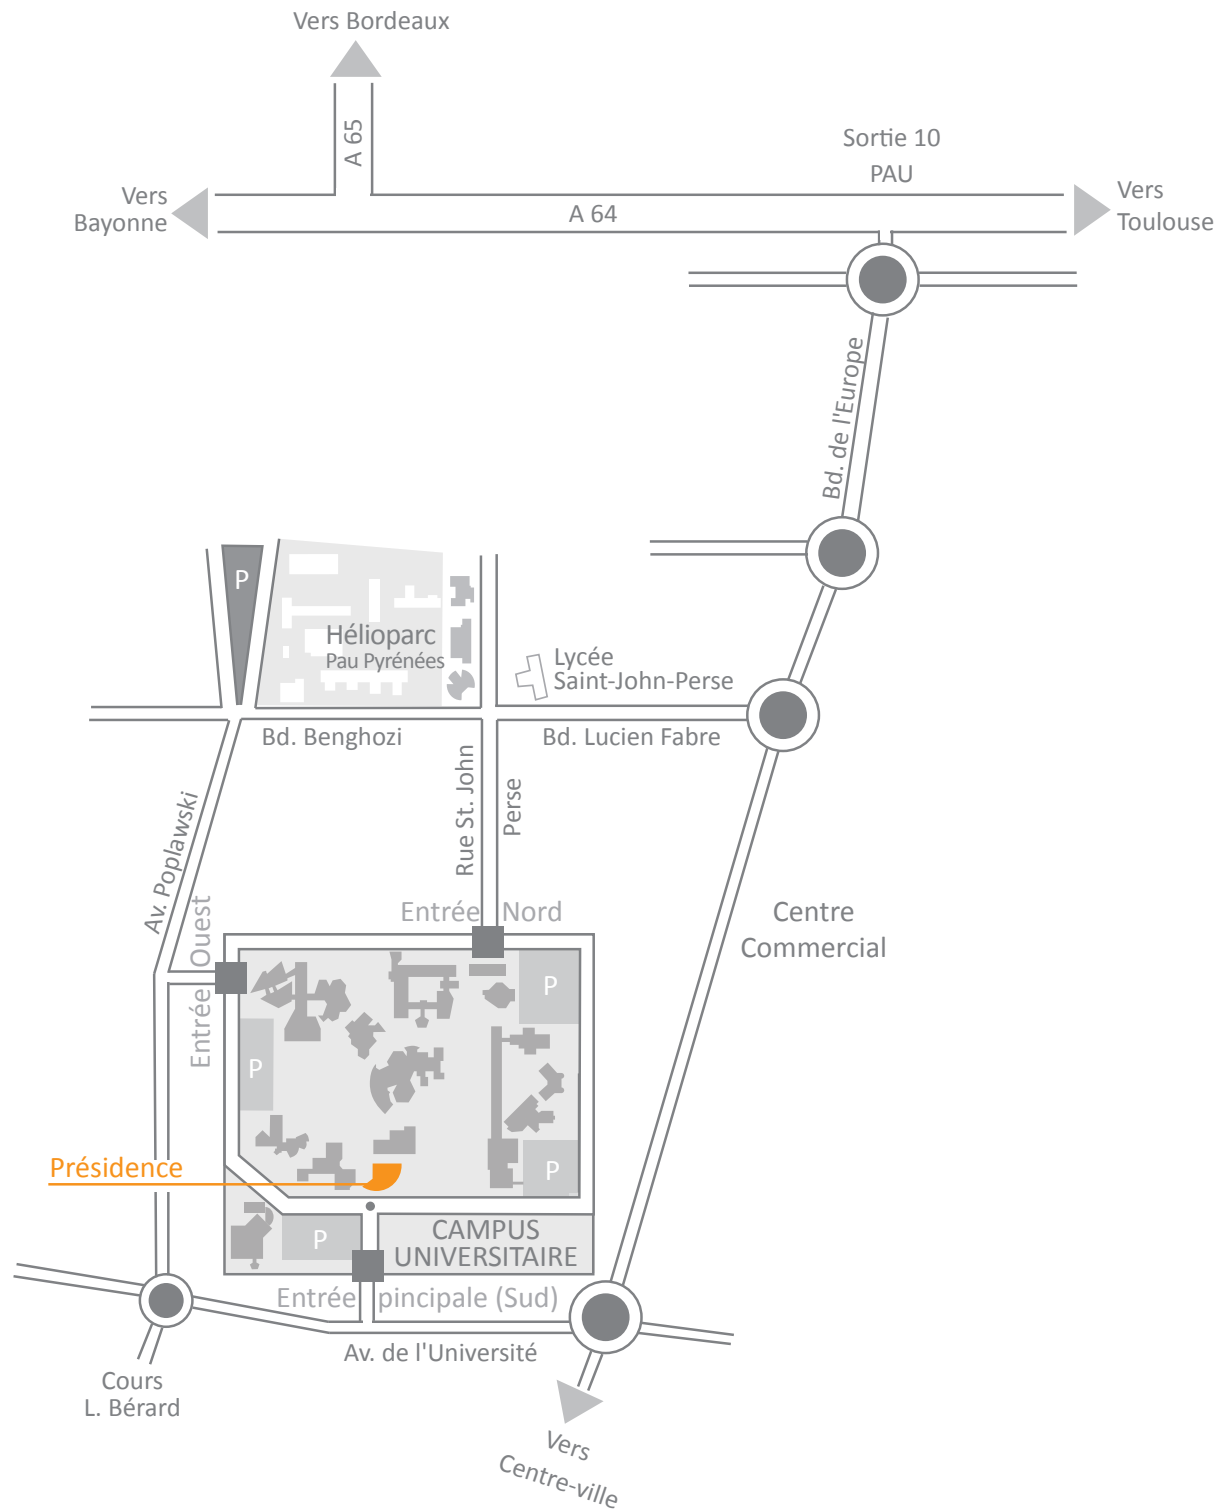 Vers Bordeaux
A 65
Sortie 10
PAU
Vers
Bayonne
A 64
Vers
Toulouse
Bd. de l'Europe
P
Hélioparc
Pau Pyrénées
Lycée
Saint-John-Perse
Bd. Benghozi
Bd. Lucien Fabre
Rue St. John
Perse
Av. Poplawski
Entrée Nord
Entrée Ouest
Centre
Commercial
P
P
P
Présidence
P
CAMPUS
UNIVERSITAIRE
Entrée pincipale (Sud)
Av. de l'Université
Cours
L. Bérard
Vers
Centre-ville